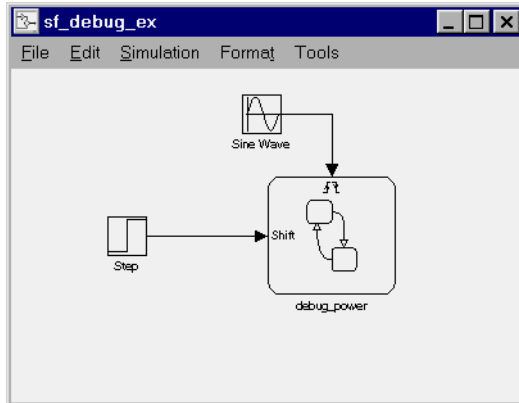 sf_debug_ex
File Edit Simulation Format Tools
Sine Wave
Shift
Step
debug_power